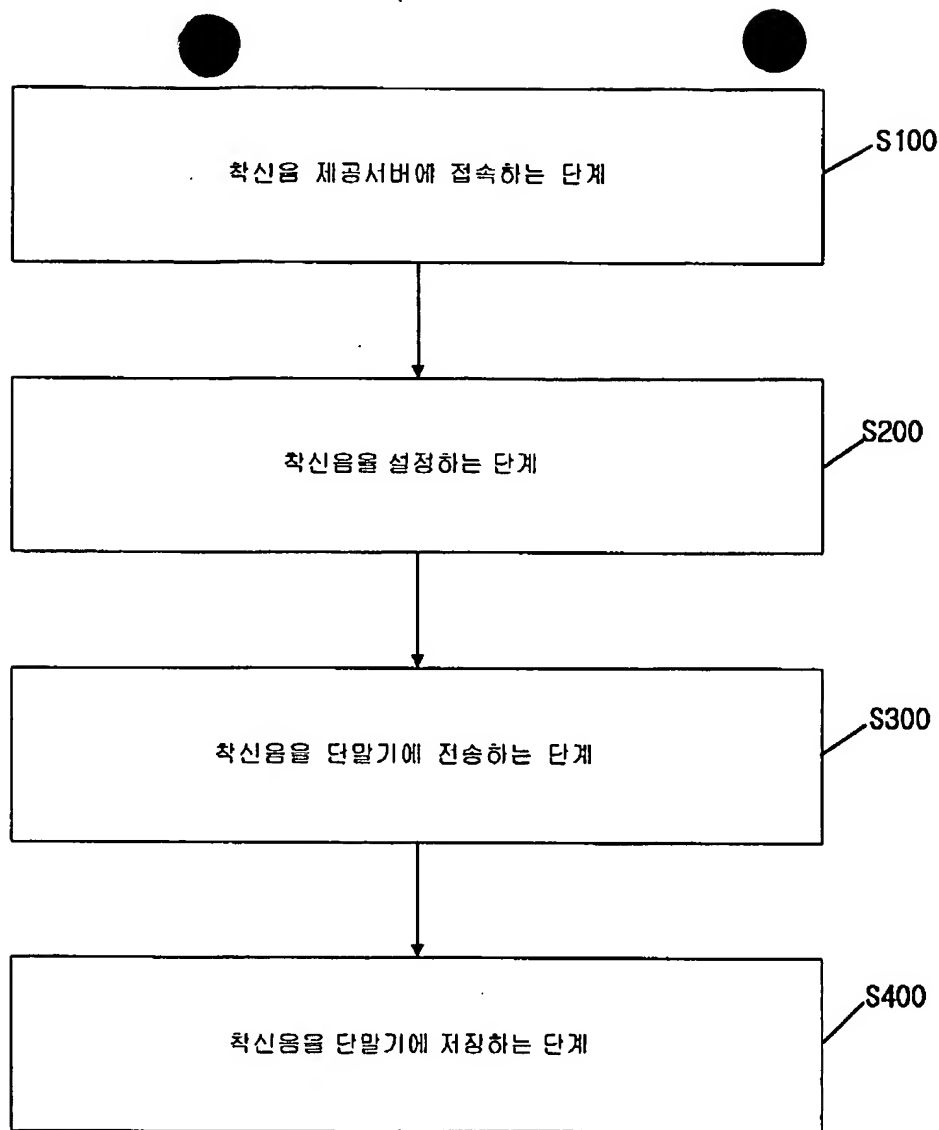 착신음 제공서버에 접속하는 단계
S100
착신음을 설정하는 단계
S200
착신음을 단말기에 전송하는 단계
S300
착신음을 단말기에 저장하는 단계
S400